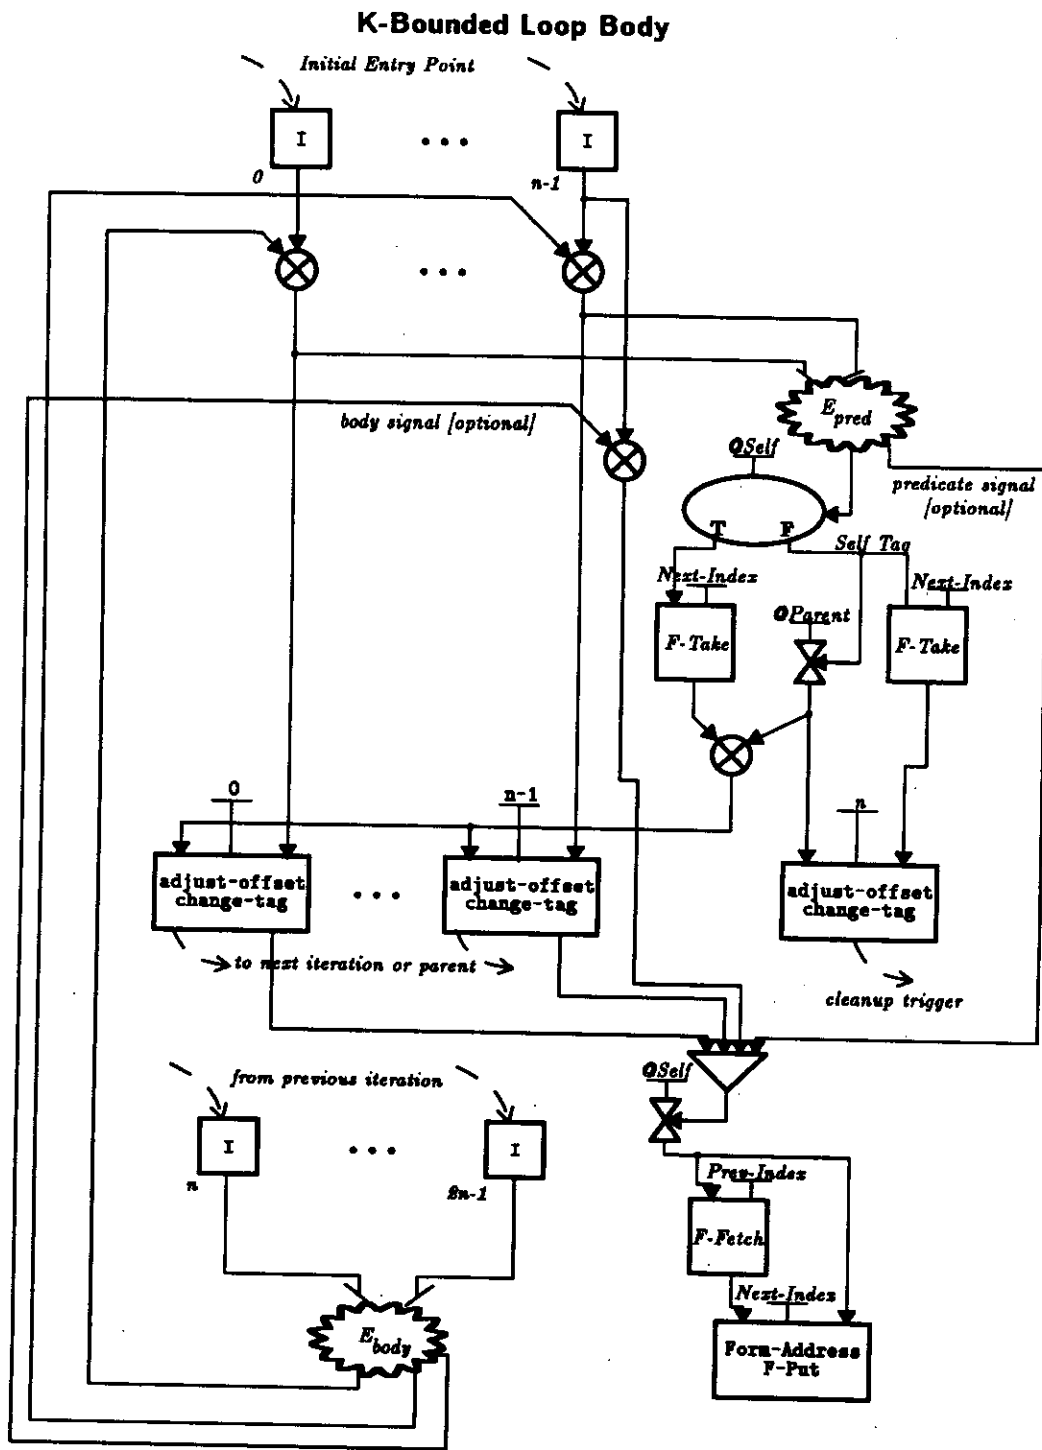 K-Bounded Loop Body
Initial Entry Point
I
I
0
n-1
body signal [optional]
E pred
@Self
predicate signal
[optional]
T F
Self Tag
Next-Index
Next-Index
@Parent
F-Take
F-Take
0
n-1
n
adjust-offset
change-tag
adjust-offset
change-tag
adjust-offset
change-tag
to next iteration or parent
cleanup trigger
from previous iteration
@Self
I
I
n
2n-1
Prev-Index
F-Fetch
Next-Index
E body
Form-Address
F-Put